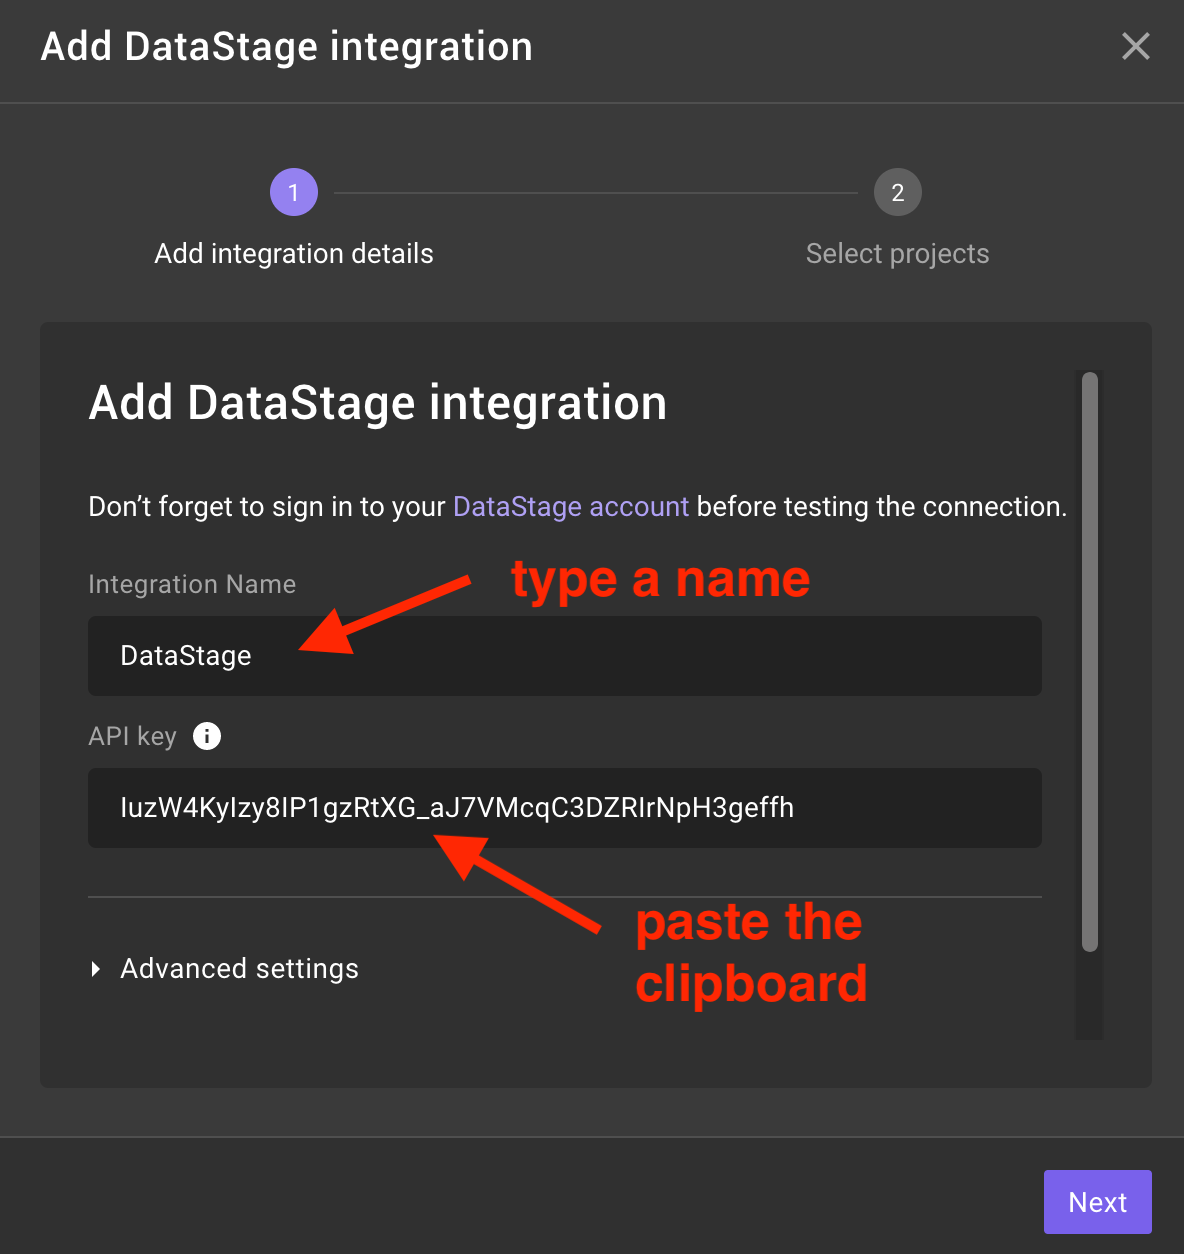 Add DataStage integration
1
2
Add integration details
Select projects
Add DataStage integration
Don't forget to sign in to your DataStage account before testing the connection.
type a name
Integration Name
DataStage
API key
IuzW4KyIzy8IP1gzRtXG_aJ7VMcqC3DZRIrNpH3geffh
paste the
clipboard
Advanced settings
Next